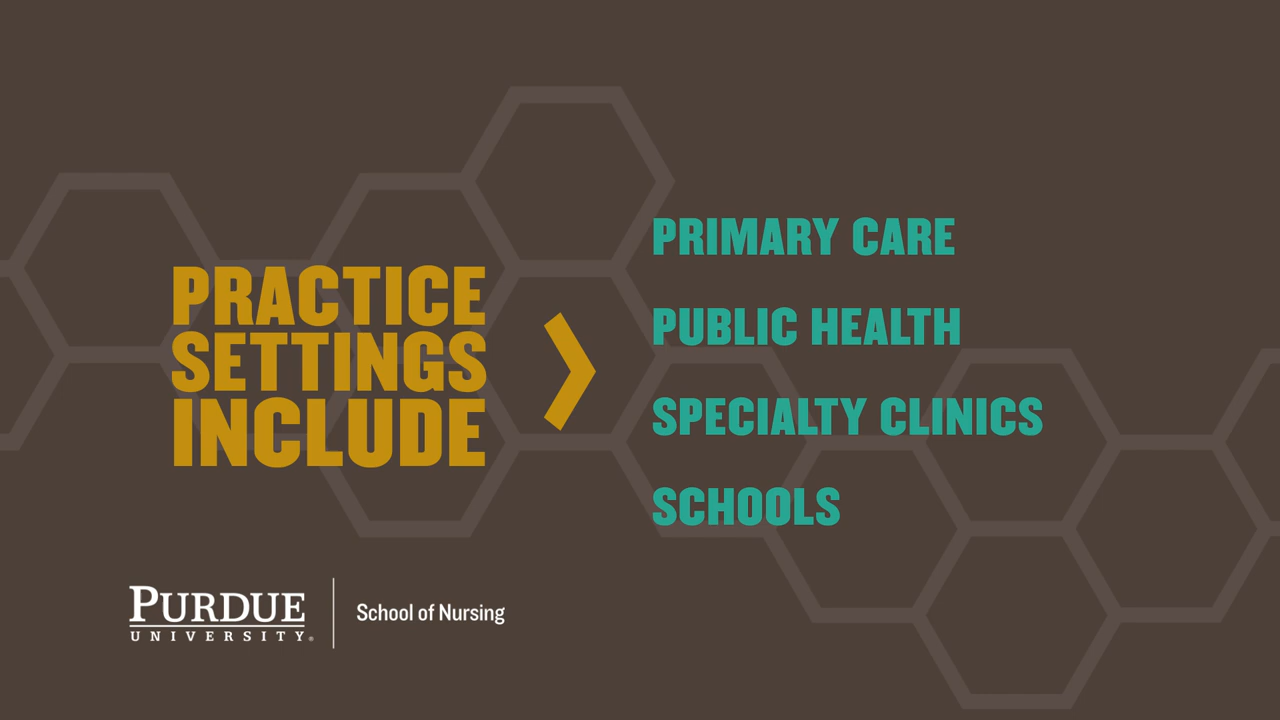 PRACTICE
SETTINGS
INCLUDE
PRIMARY CARE
PUBLIC HEALTH
SPECIALTY CLINICS
SCHOOLS
PURDUE
UNIVERSITY®
School of Nursing